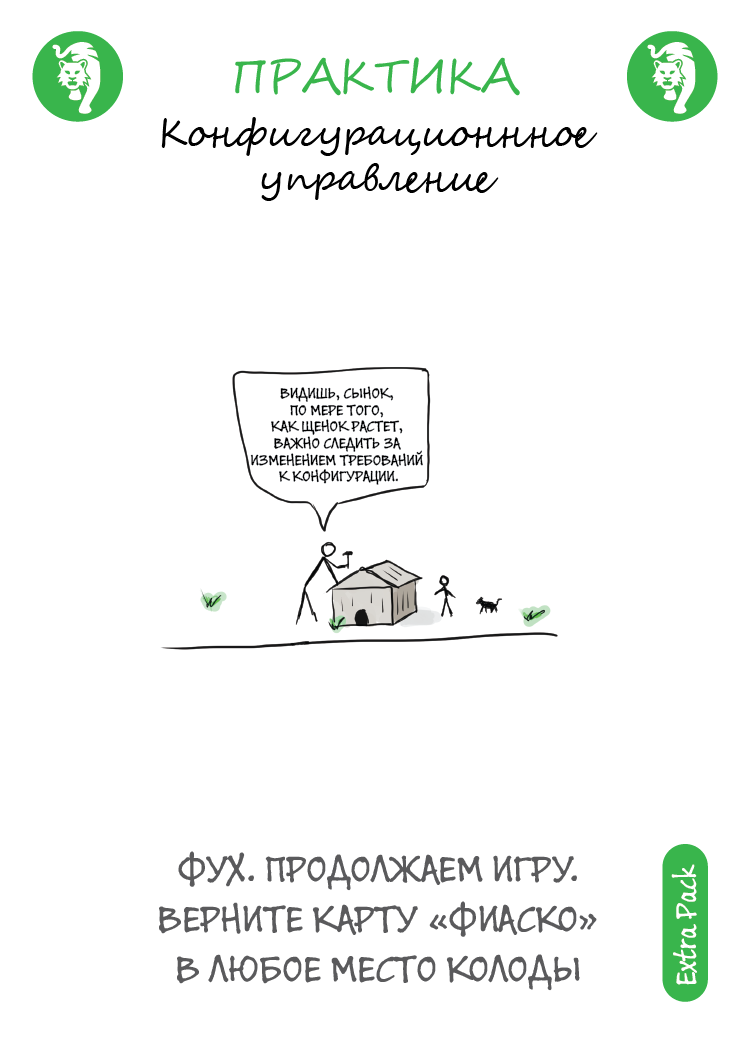 ПРАКТИКА
Конфигурационнное
управление
ВИДИШЬ, СЫНОК,
ПО МЕРЕ ТОГО,
КАК ЩЕНОК РАСТЕТ,
ВАЖНО СЛЕДИТЬ ЗА
ИЗМЕНЕНИЕМ ТРЕБОВАНИЙ
К КОНФИГУРАЦИИ.
ФУХ. ПРОДОЛЖАЕМ ИГРУ.
ВЕРНИТЕ КАРТУ «ФИАСКО»
В ЛЮБОЕ МЕСТО КОЛОДЫ
Extra Pack